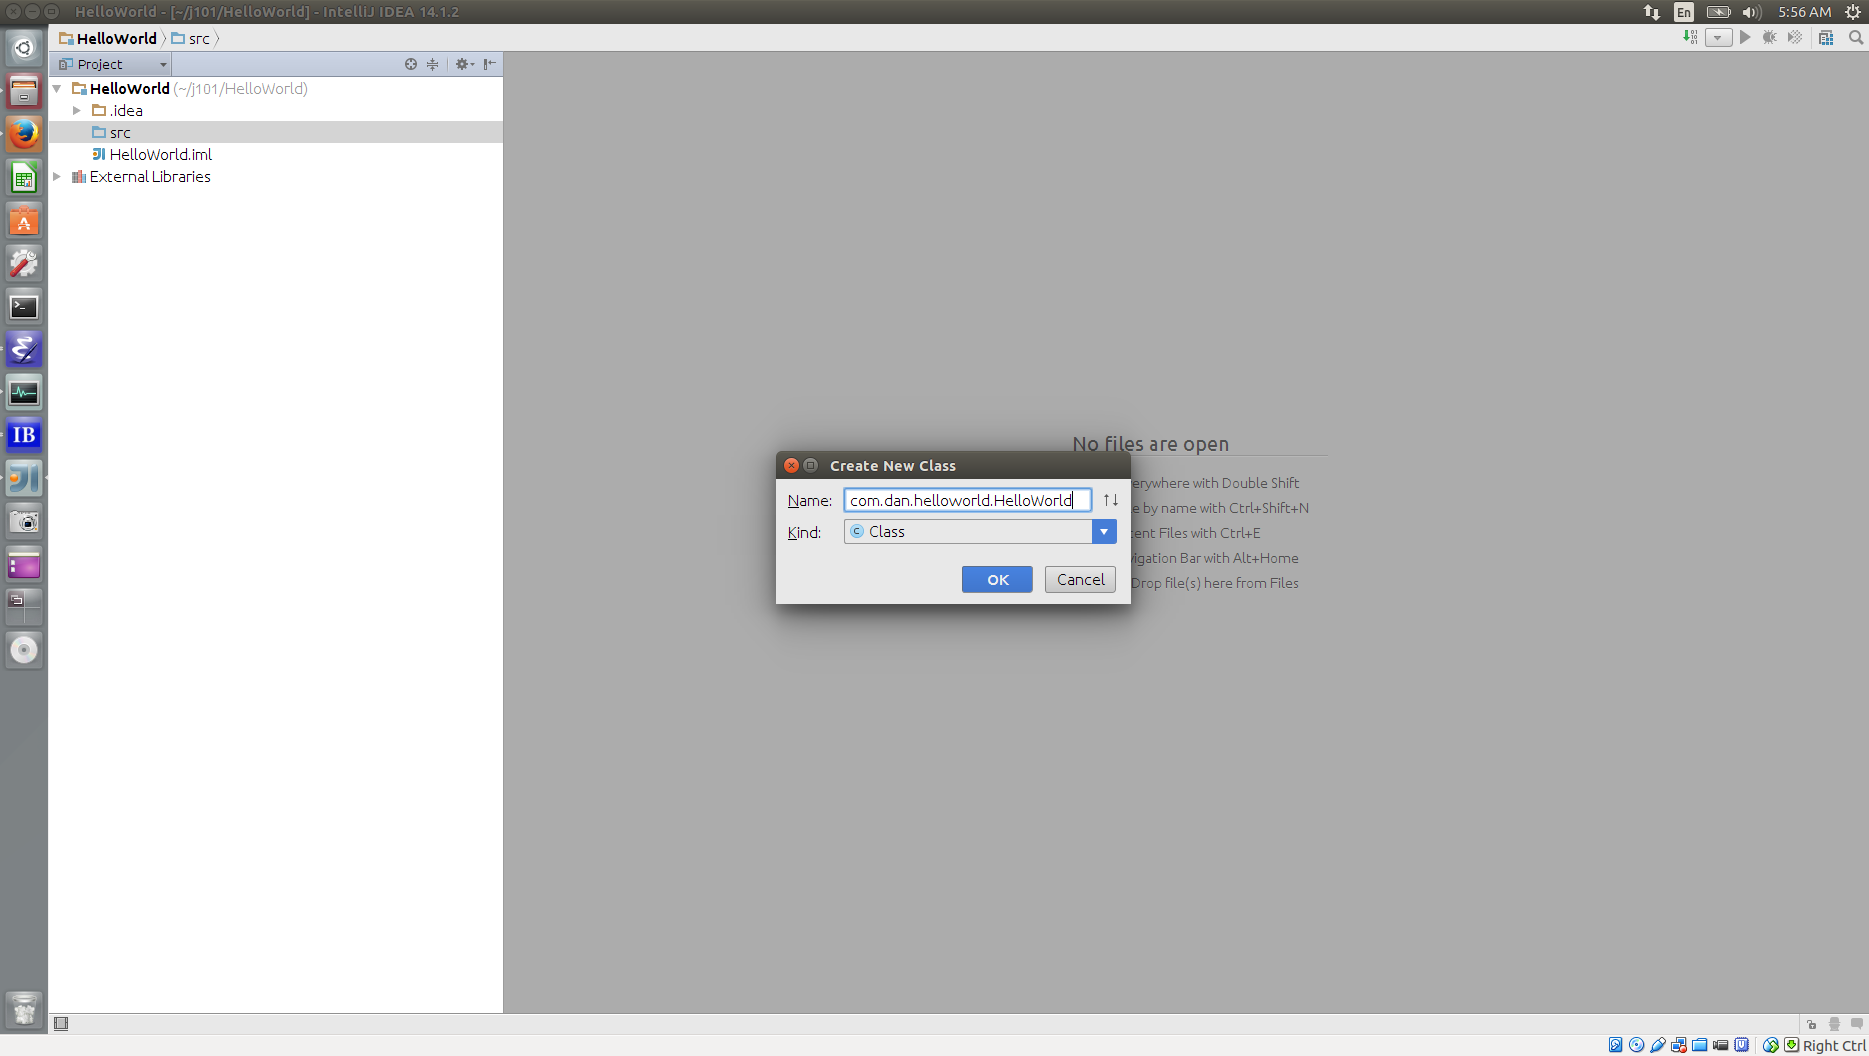 HelloWorld - [~/j101/HelloWorld] - IntelliJ IDEA 14.1.2
En
5:56 AM
HelloWorld
src
Project
HelloWorld (~/j101/HelloWorld)
.idea
src
HelloWorld.iml
External Libraries
No files are open
Create New Class
Name: com.dan.helloworld.HelloWorld
Kind: C Class
OK
Cancel
with Double Shift
by name with Ctrl+Shift+N
Files with Ctrl+E
Bar with Alt+Home
Drop file(s) here from Files
IB
Right Ctrl